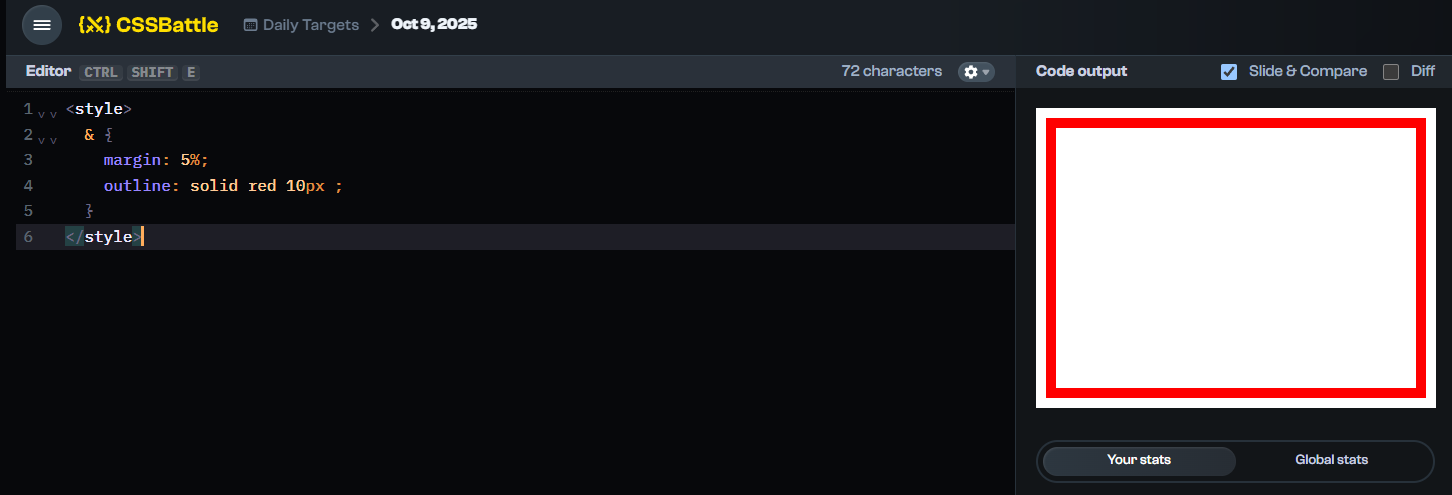 {X} CSSBattle Daily Targets > Oct 9, 2025
Editor CTRL SHIFT E 72 characters
Code output Slide & Compare Diff
1 <style>
2 & {
3 margin: 5%;
4 outline: solid red 10px ;
5 }
6 </style>
Your stats Global stats